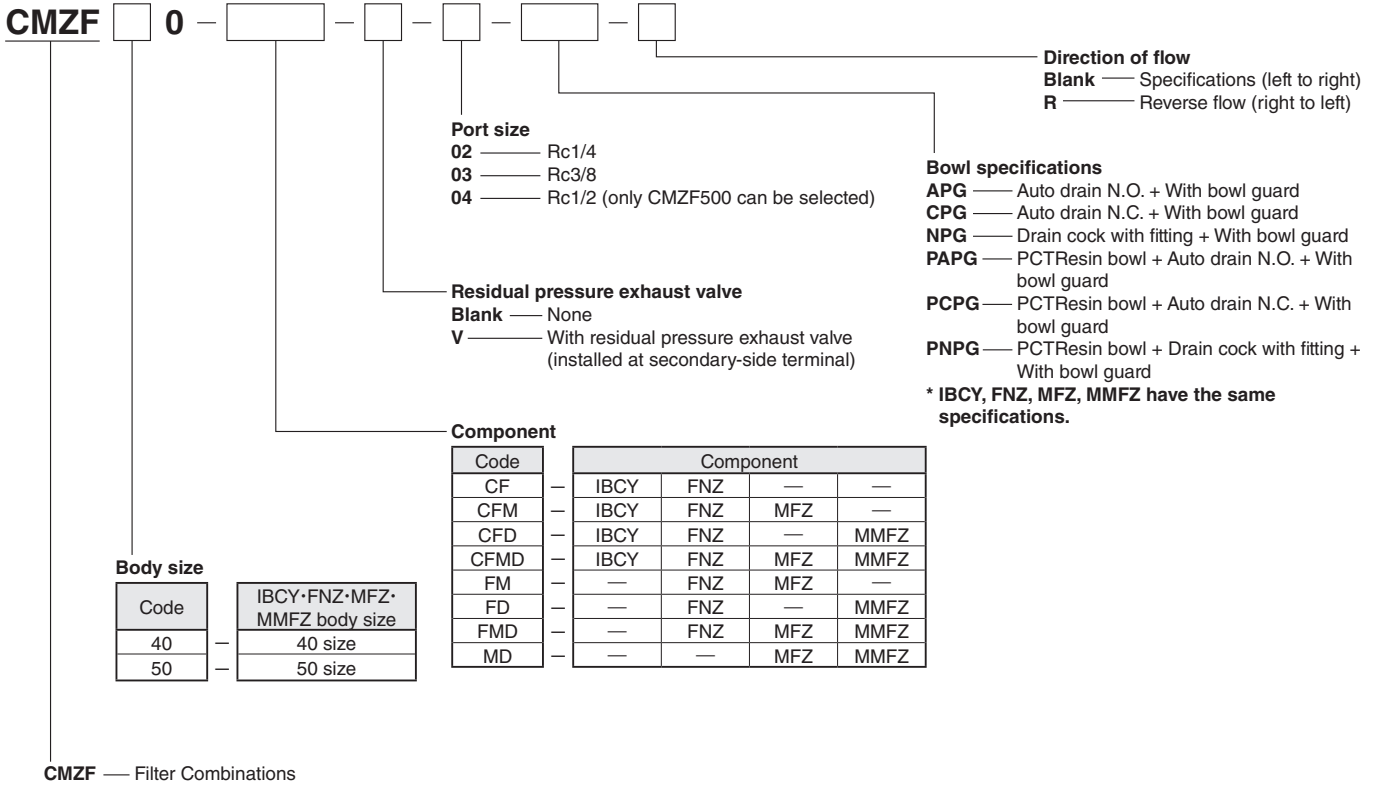 CMZF 0 – – – – –
Direction of flow
Blank — Specifications (left to right)
R — Reverse flow (right to left)
Port size
02 — Rc1/4
03 — Rc3/8
04 — Rc1/2 (only CMZF500 can be selected)
Bowl specifications
APG — Auto drain N.O. + With bowl guard
CPG — Auto drain N.C. + With bowl guard
NPG — Drain cock with fitting + With bowl guard
PAPG — PCTResin bowl + Auto drain N.O. + With
bowl guard
PCPG — PCTResin bowl + Auto drain N.C. + With
bowl guard
PNPG — PCTResin bowl + Drain cock with fitting +
With bowl guard
* IBCY, FNZ, MFZ, MMFZ have the same
specifications.
Residual pressure exhaust valve
Blank — None
V — With residual pressure exhaust valve
(installed at secondary-side terminal)
Component
Code Component
CF – IBCY FNZ — —
CFM – IBCY FNZ MFZ —
CFD – IBCY FNZ — MMFZ
CFMD – IBCY FNZ MFZ MMFZ
FM – — FNZ MFZ —
FD – — FNZ — MMFZ
FMD – — FNZ MFZ MMFZ
MD – — — MFZ MMFZ
Body size
Code IBCY･FNZ･MFZ･
MMFZ body size
40 – 40 size
50 – 50 size
CMZF — Filter Combinations